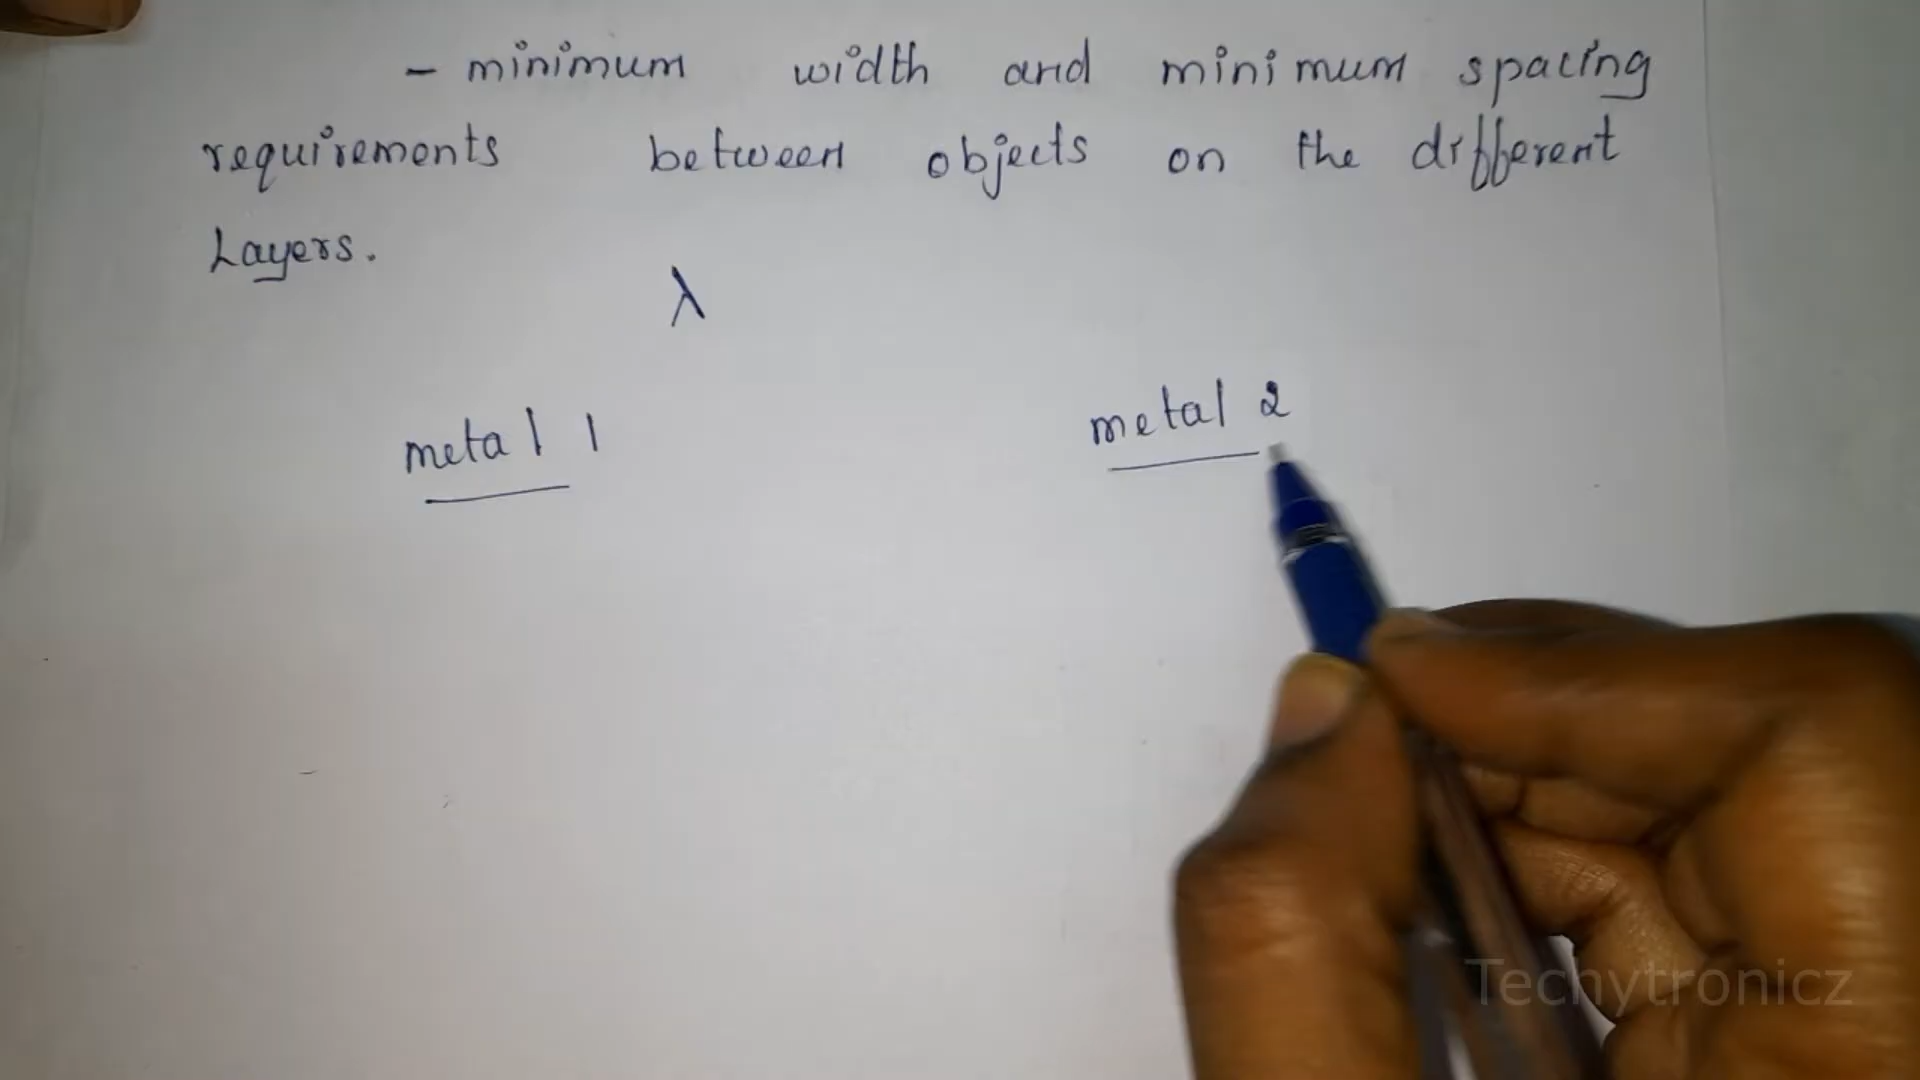 - minimum width and minimum spacing
requirements between objects on the different
Layers.
λ
metal 1
metal 2
Techytronicz